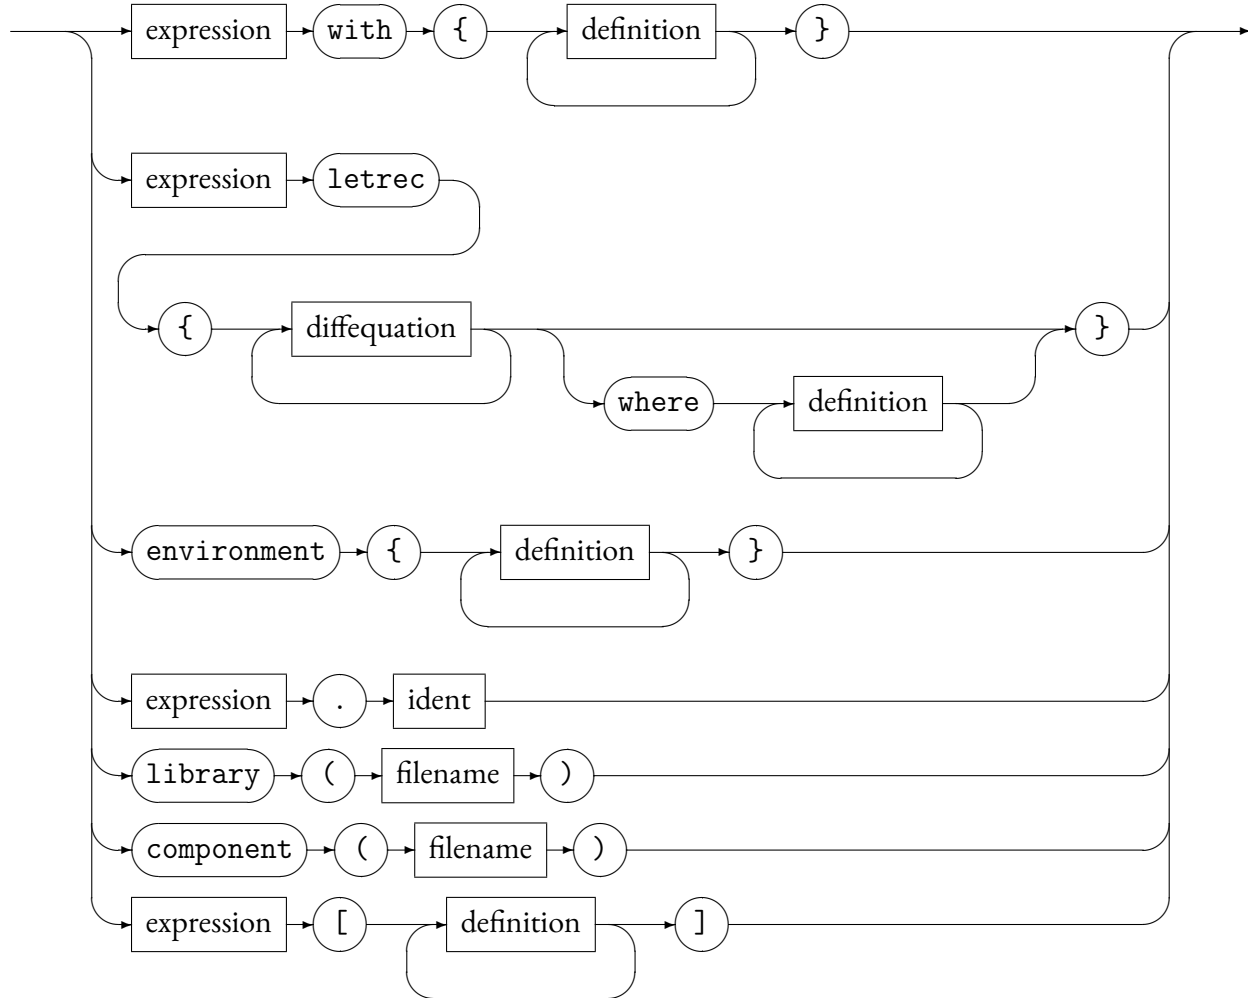 expression with { definition }
expression letrec
{ diffequation }
where definition
environment { definition }
expression . ident
library ( filename )
component ( filename )
expression [ definition ]